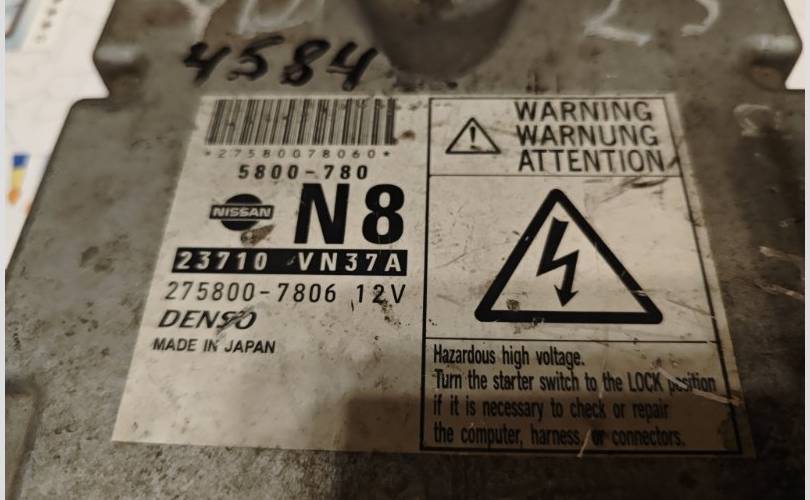 4584
*27580078060*
5800-780
NISSAN
N8
23710 VN37A
275800-7806 12V
DENSO
MADE IN JAPAN
WARNING
WARNUNG
ATTENTION
Hazardous high voltage.
Turn the starter switch to the LOCK position
if it is necessary to check or repair
the computer, harness, or connectors.